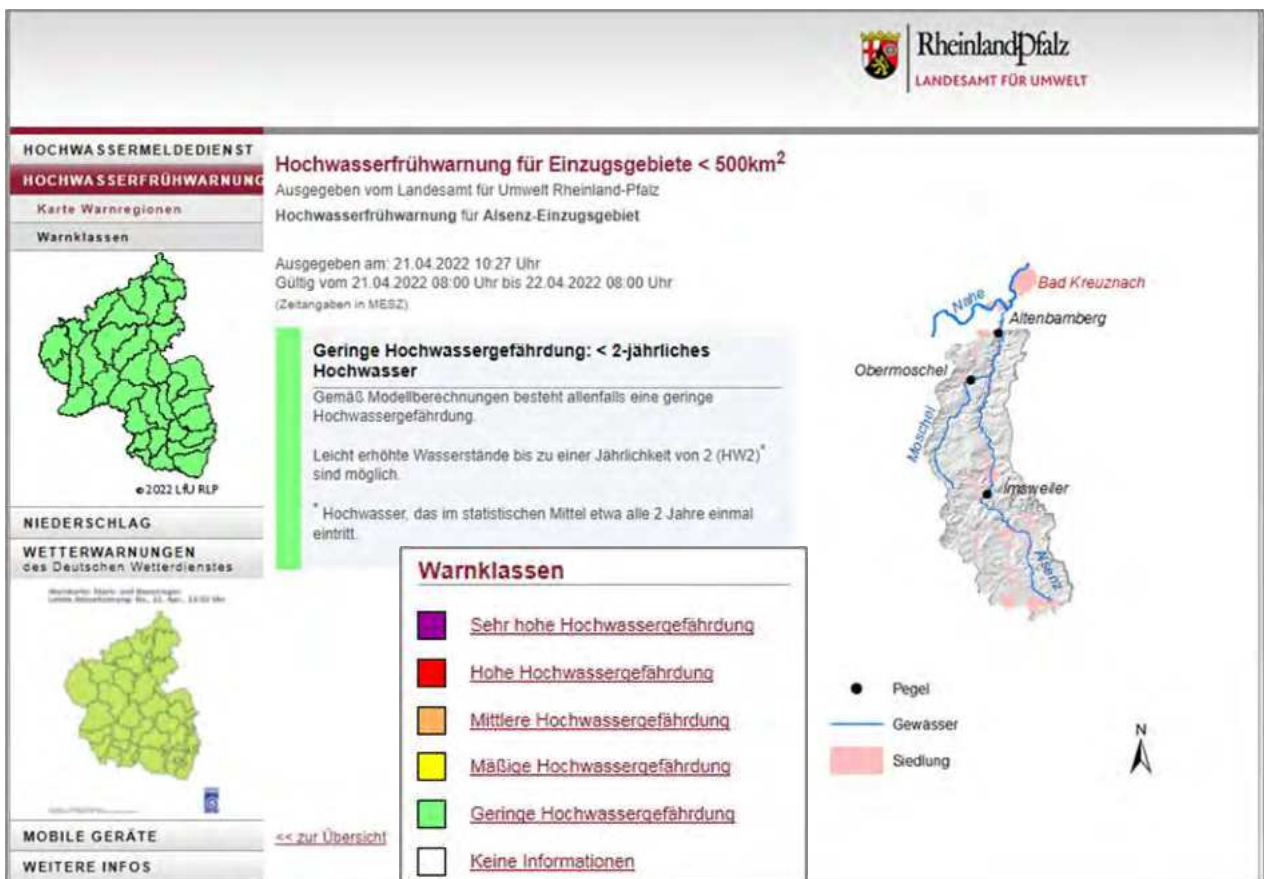 RheinlandPfalz
LANDESAMT FÜR UMWELT
HOCHWASSERMELDEDIENST
HOCHWASSERFRÜHWARNUNG
Karte Warnregionen
Warnklassen
©2022 LfU RLP
NIEDERSCHLAG
WETTERWARNUNGEN
des Deutschen Wetterdienstes
MOBILE GERÄTE
WEITERE INFOS
Hochwasserfrühwarnung für Einzugsgebiete < 500km²
Ausgegeben vom Landesamt für Umwelt Rheinland-Pfalz
Hochwasserfrühwarnung für Alsenz-Einzugsgebiet
Ausgegeben am: 21.04.2022 10:27 Uhr
Gültig vom 21.04.2022 08:00 Uhr bis 22.04.2022 08:00 Uhr
(Zeitangaben in MESZ)
Geringe Hochwassergefährdung: < 2-jährliches
Hochwasser
Gemäß Modellberechnungen besteht allenfalls eine geringe
Hochwassergefährdung.
Leicht erhöhte Wasserstände bis zu einer Jährlichkeit von 2 (HW2)*
sind möglich.
* Hochwasser, das im statistischen Mittel etwa alle 2 Jahre einmal
eintritt.
<< zur Übersicht
Warnklassen
Sehr hohe Hochwassergefährdung
Hohe Hochwassergefährdung
Mittlere Hochwassergefährdung
Mäßige Hochwassergefährdung
Geringe Hochwassergefährdung
Keine Informationen
Bad Kreuznach
Nahe
Altenbamberg
Obermoschel
Moschel
Imsweiler
Alsenz
Pegel
Gewässer
Siedlung
N